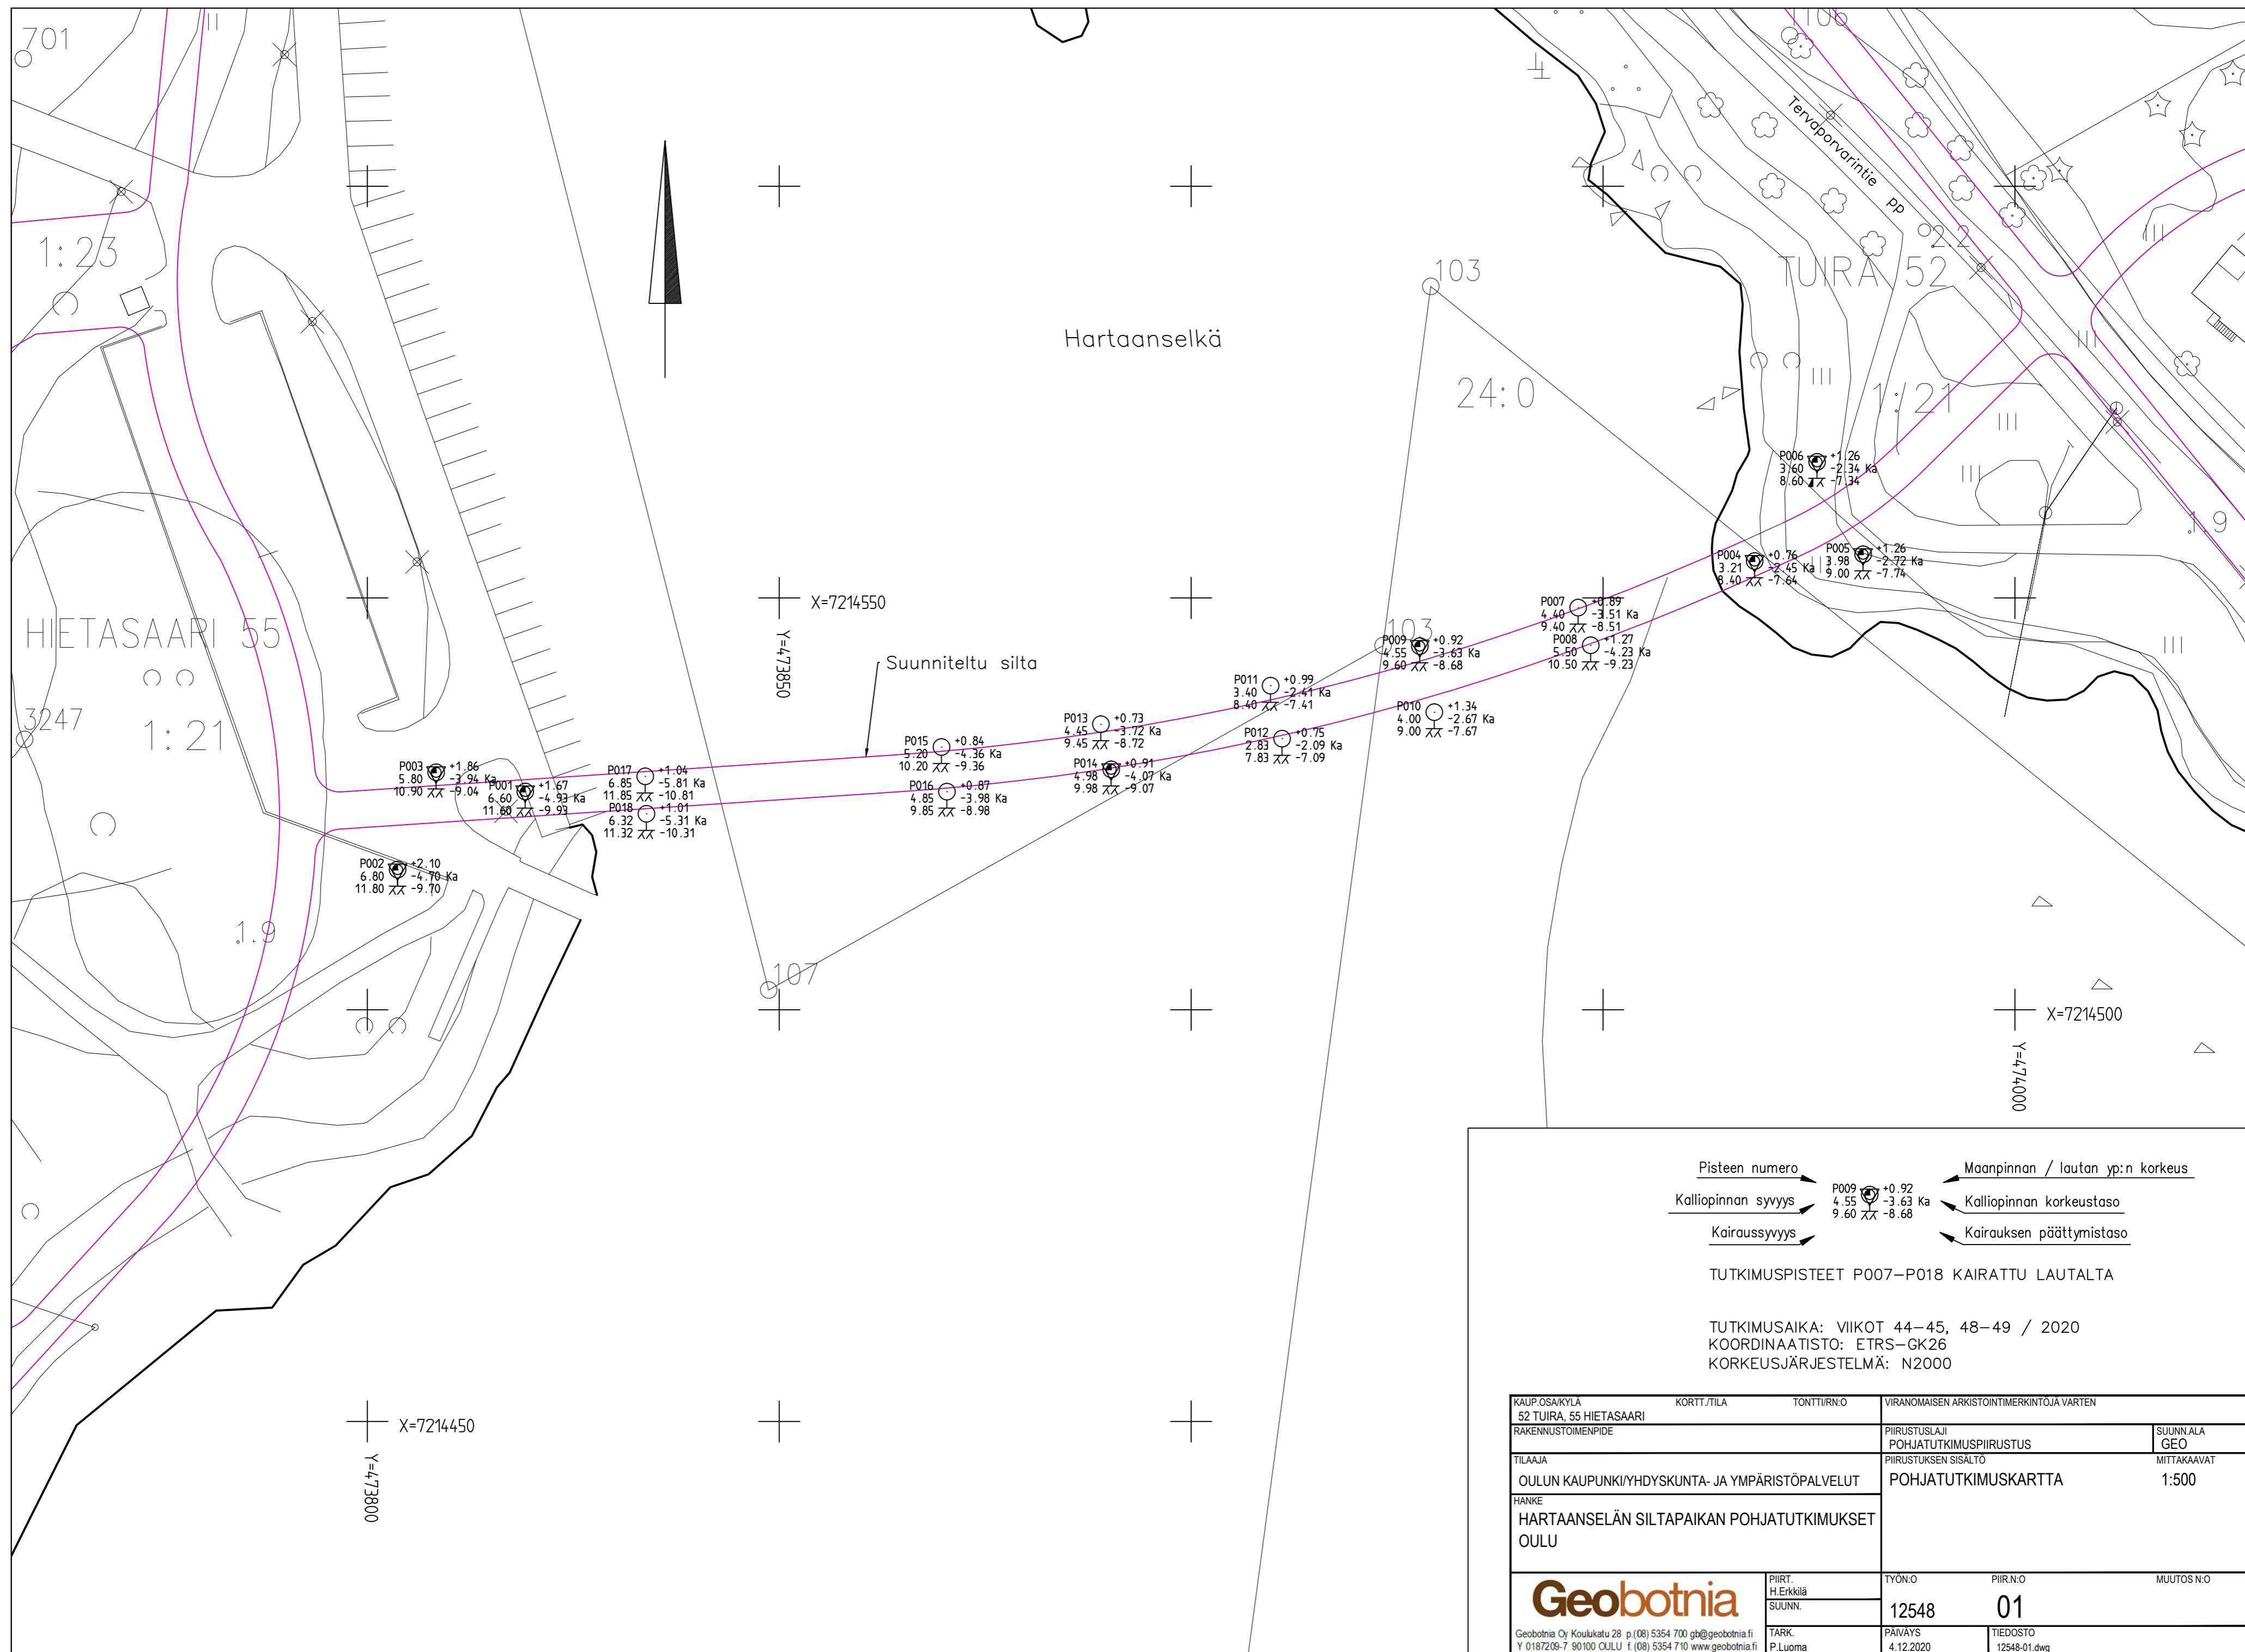 701
1:23
Hartaanselkä
103
24:0
Tervaporvarintie
pp
2.2
TUIRA 52
1:21
P006 +1.26
3.60 -2.34 Ka
8.60 -7.34
.1.9
P004 +0.76
3.21 -2.45 Ka
8.40 -7.64
P005 +1.26
3.98 -2.72 Ka
9.00 -7.74
HIETASAARI 55
3247
1:21
X=7214550
Y=473850
Suunniteltu silta
103
P007 +0.89
4.40 -3.51 Ka
9.40 -8.51
P008 +1.27
5.50 -4.23 Ka
10.50 -9.23
P009 +0.92
4.55 -3.63 Ka
9.60 -8.68
P010 +1.34
4.00 -2.67 Ka
9.00 -7.67
P011 +0.99
3.40 -2.41 Ka
8.40 -7.41
P012 +0.75
2.83 -2.09 Ka
7.83 -7.09
P013 +0.73
4.45 -3.72 Ka
9.45 -8.72
P014 +0.91
4.98 -4.07 Ka
9.98 -9.07
P015 +0.84
5.20 -4.36 Ka
10.20 -9.36
P016 +0.87
4.85 -3.98 Ka
9.85 -8.98
P017 +1.04
6.85 -5.81 Ka
11.85 -10.81
P018 +1.01
6.32 -5.31 Ka
11.32 -10.31
P003 +1.86
5.80 -3.94 Ka
10.90 -9.04
P001 +1.67
6.60 -4.93 Ka
11.60 -9.93
P002 +2.10
6.80 -4.70 Ka
11.80 -9.70
.1.9
107
X=7214500
Y=474000
X=7214450
Y=473800
Pisteen numero
Maanpinnan / lautan yp:n korkeus
Kalliopinnan syvyys
P009 +0.92
4.55 -3.63 Ka
9.60 -8.68
Kalliopinnan korkeustaso
Kairaussyvyys
Kairauksen päättymistaso
TUTKIMUSPISTEET P007-P018 KAIRATTU LAUTALTA
TUTKIMUSAIKA: VIIKOT 44-45, 48-49 / 2020
KOORDINAATISTO: ETRS-GK26
KORKEUSJÄRJESTELMÄ: N2000
KAUP.OSA/KYLÄ KORTT./TILA TONTTI/RN:O VIRANOMAISEN ARKISTOINTIMERKINTÖJÄ VARTEN
52 TUIRA, 55 HIETASAARI
RAKENNUSTOIMENPIDE PIIRUSTUSLAJI SUUNN.ALA
POHJATUTKIMUSPIIRUSTUS GEO
TILAAJA PIIRUSTUKSEN SISÄLTÖ MITTAKAAVAT
OULUN KAUPUNKI/YHDYSKUNTA- JA YMPÄRISTÖPALVELUT POHJATUTKIMUSKARTTA 1:500
HANKE
HARTAANSELÄN SILTAPAIKAN POHJATUTKIMUKSET
OULU
Geobotnia
Geobotnia Oy Koulukatu 28 p.(08) 5354 700 gb@geobotnia.fi
Y 0187209-7 90100 OULU f.(08) 5354 710 www.geobotnia.fi
PIIRT.
H.Erkkilä
SUUNN.
TARK.
P.Luoma
TYÖN:O PIIR.N:O MUUTOS N:O
12548 01
PÄIVÄYS TIEDOSTO
4.12.2020 12548-01.dwg